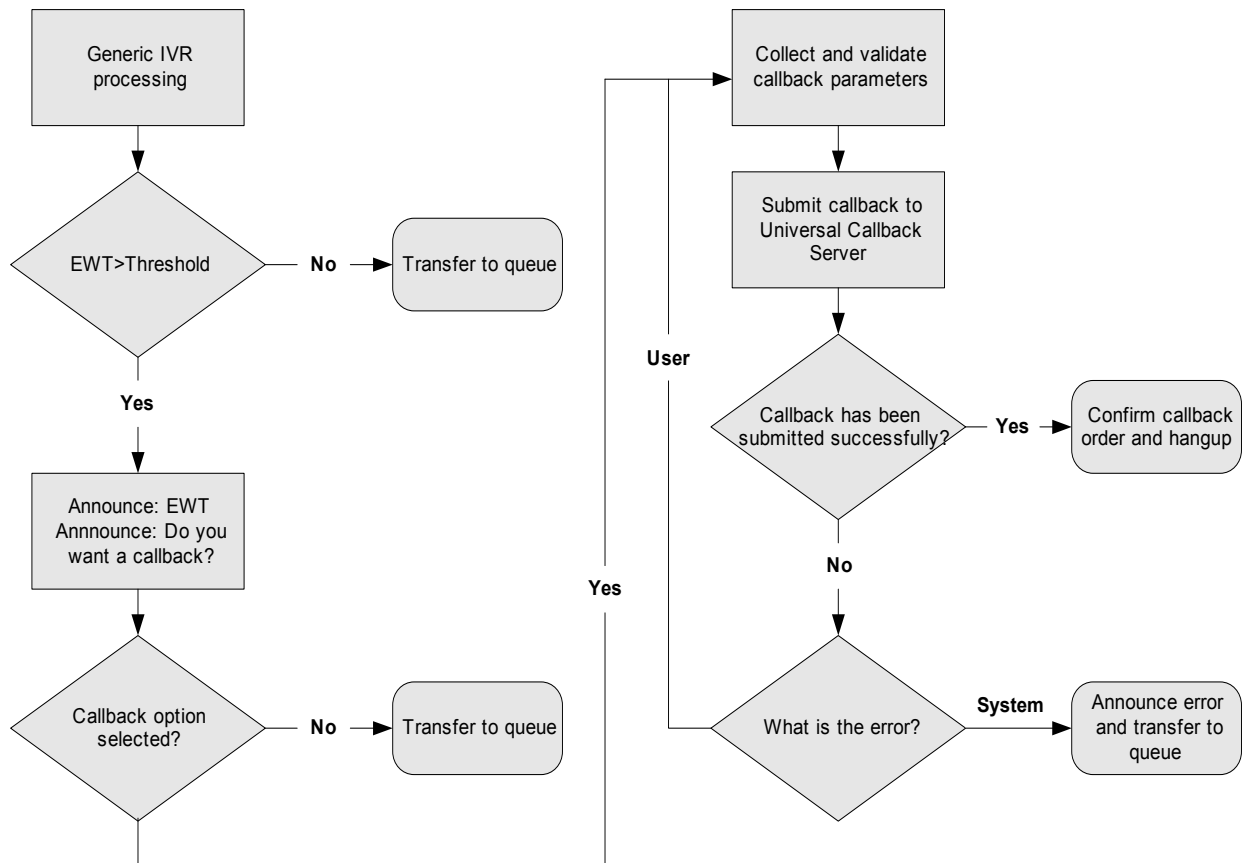 Generic IVR
processing
EWT>Threshold
No
Transfer to queue
Yes
Announce: EWT
Annnounce: Do you
want a callback?
Callback option
selected?
No
Transfer to queue
Yes
Collect and validate
callback parameters
Submit callback to
Universal Callback
Server
User
Callback has been
submitted successfully?
Yes
Confirm callback
order and hangup
No
What is the error?
System
Announce error
and transfer to
queue